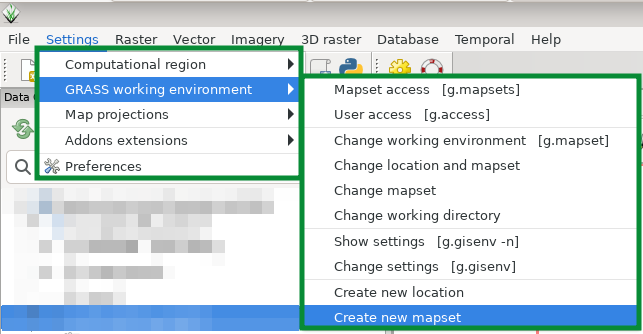 File Settings Raster Vector Imagery 3D raster Database Temporal Help
Computational region
GRASS working environment
Map projections
Addons extensions
Preferences
Data
Mapset access [g.mapsets]
User access [g.access]
Change working environment [g.mapset]
Change location and mapset
Change mapset
Change working directory
Show settings [g.gisenv -n]
Change settings [g.gisenv]
Create new location
Create new mapset